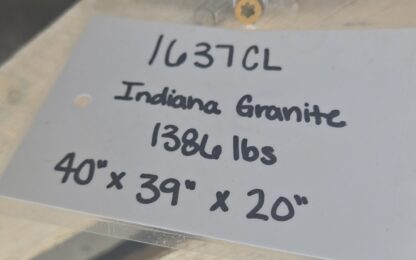 1637CL
Indiana Granite
1386 lbs
40" x 39" x 20"